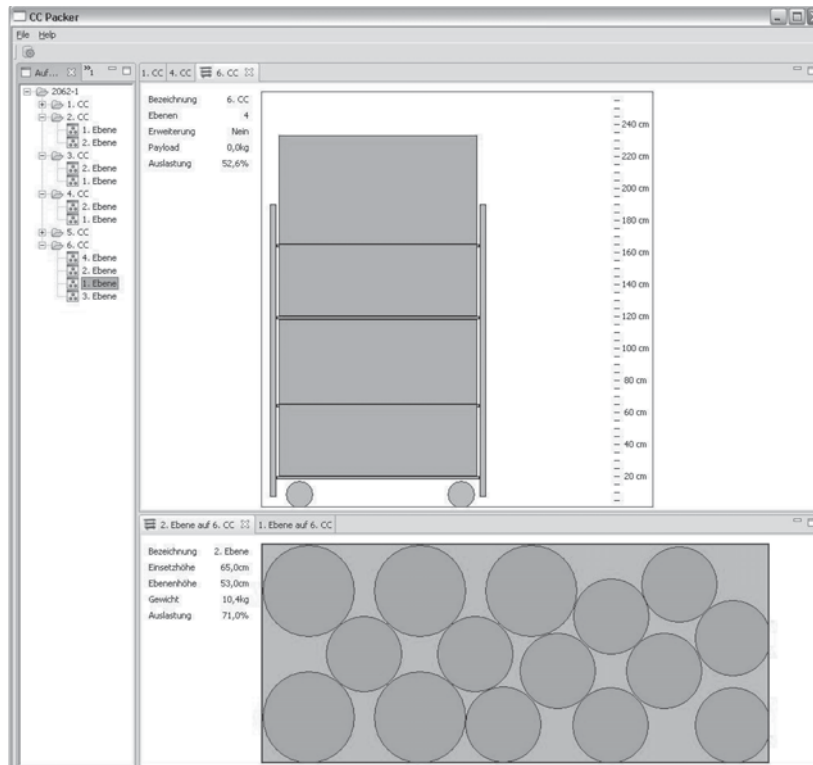 CC Packer
File Help
Auf... »1
2062-1
1. CC
2. CC
1. Ebene
2. Ebene
3. CC
2. Ebene
1. Ebene
4. CC
2. Ebene
1. Ebene
5. CC
6. CC
4. Ebene
2. Ebene
1. Ebene
3. Ebene
1. CC 4. CC 6. CC
Bezeichnung 6. CC
Ebenen 4
Erweiterung Nein
Payload 0,0kg
Auslastung 52,6%
240 cm
220 cm
200 cm
180 cm
160 cm
140 cm
120 cm
100 cm
80 cm
60 cm
40 cm
20 cm
2. Ebene auf 6. CC 1. Ebene auf 6. CC
Bezeichnung 2. Ebene
Einsetzhöhe 65,0cm
Ebenenhöhe 53,0cm
Gewicht 10,4kg
Auslastung 71,0%